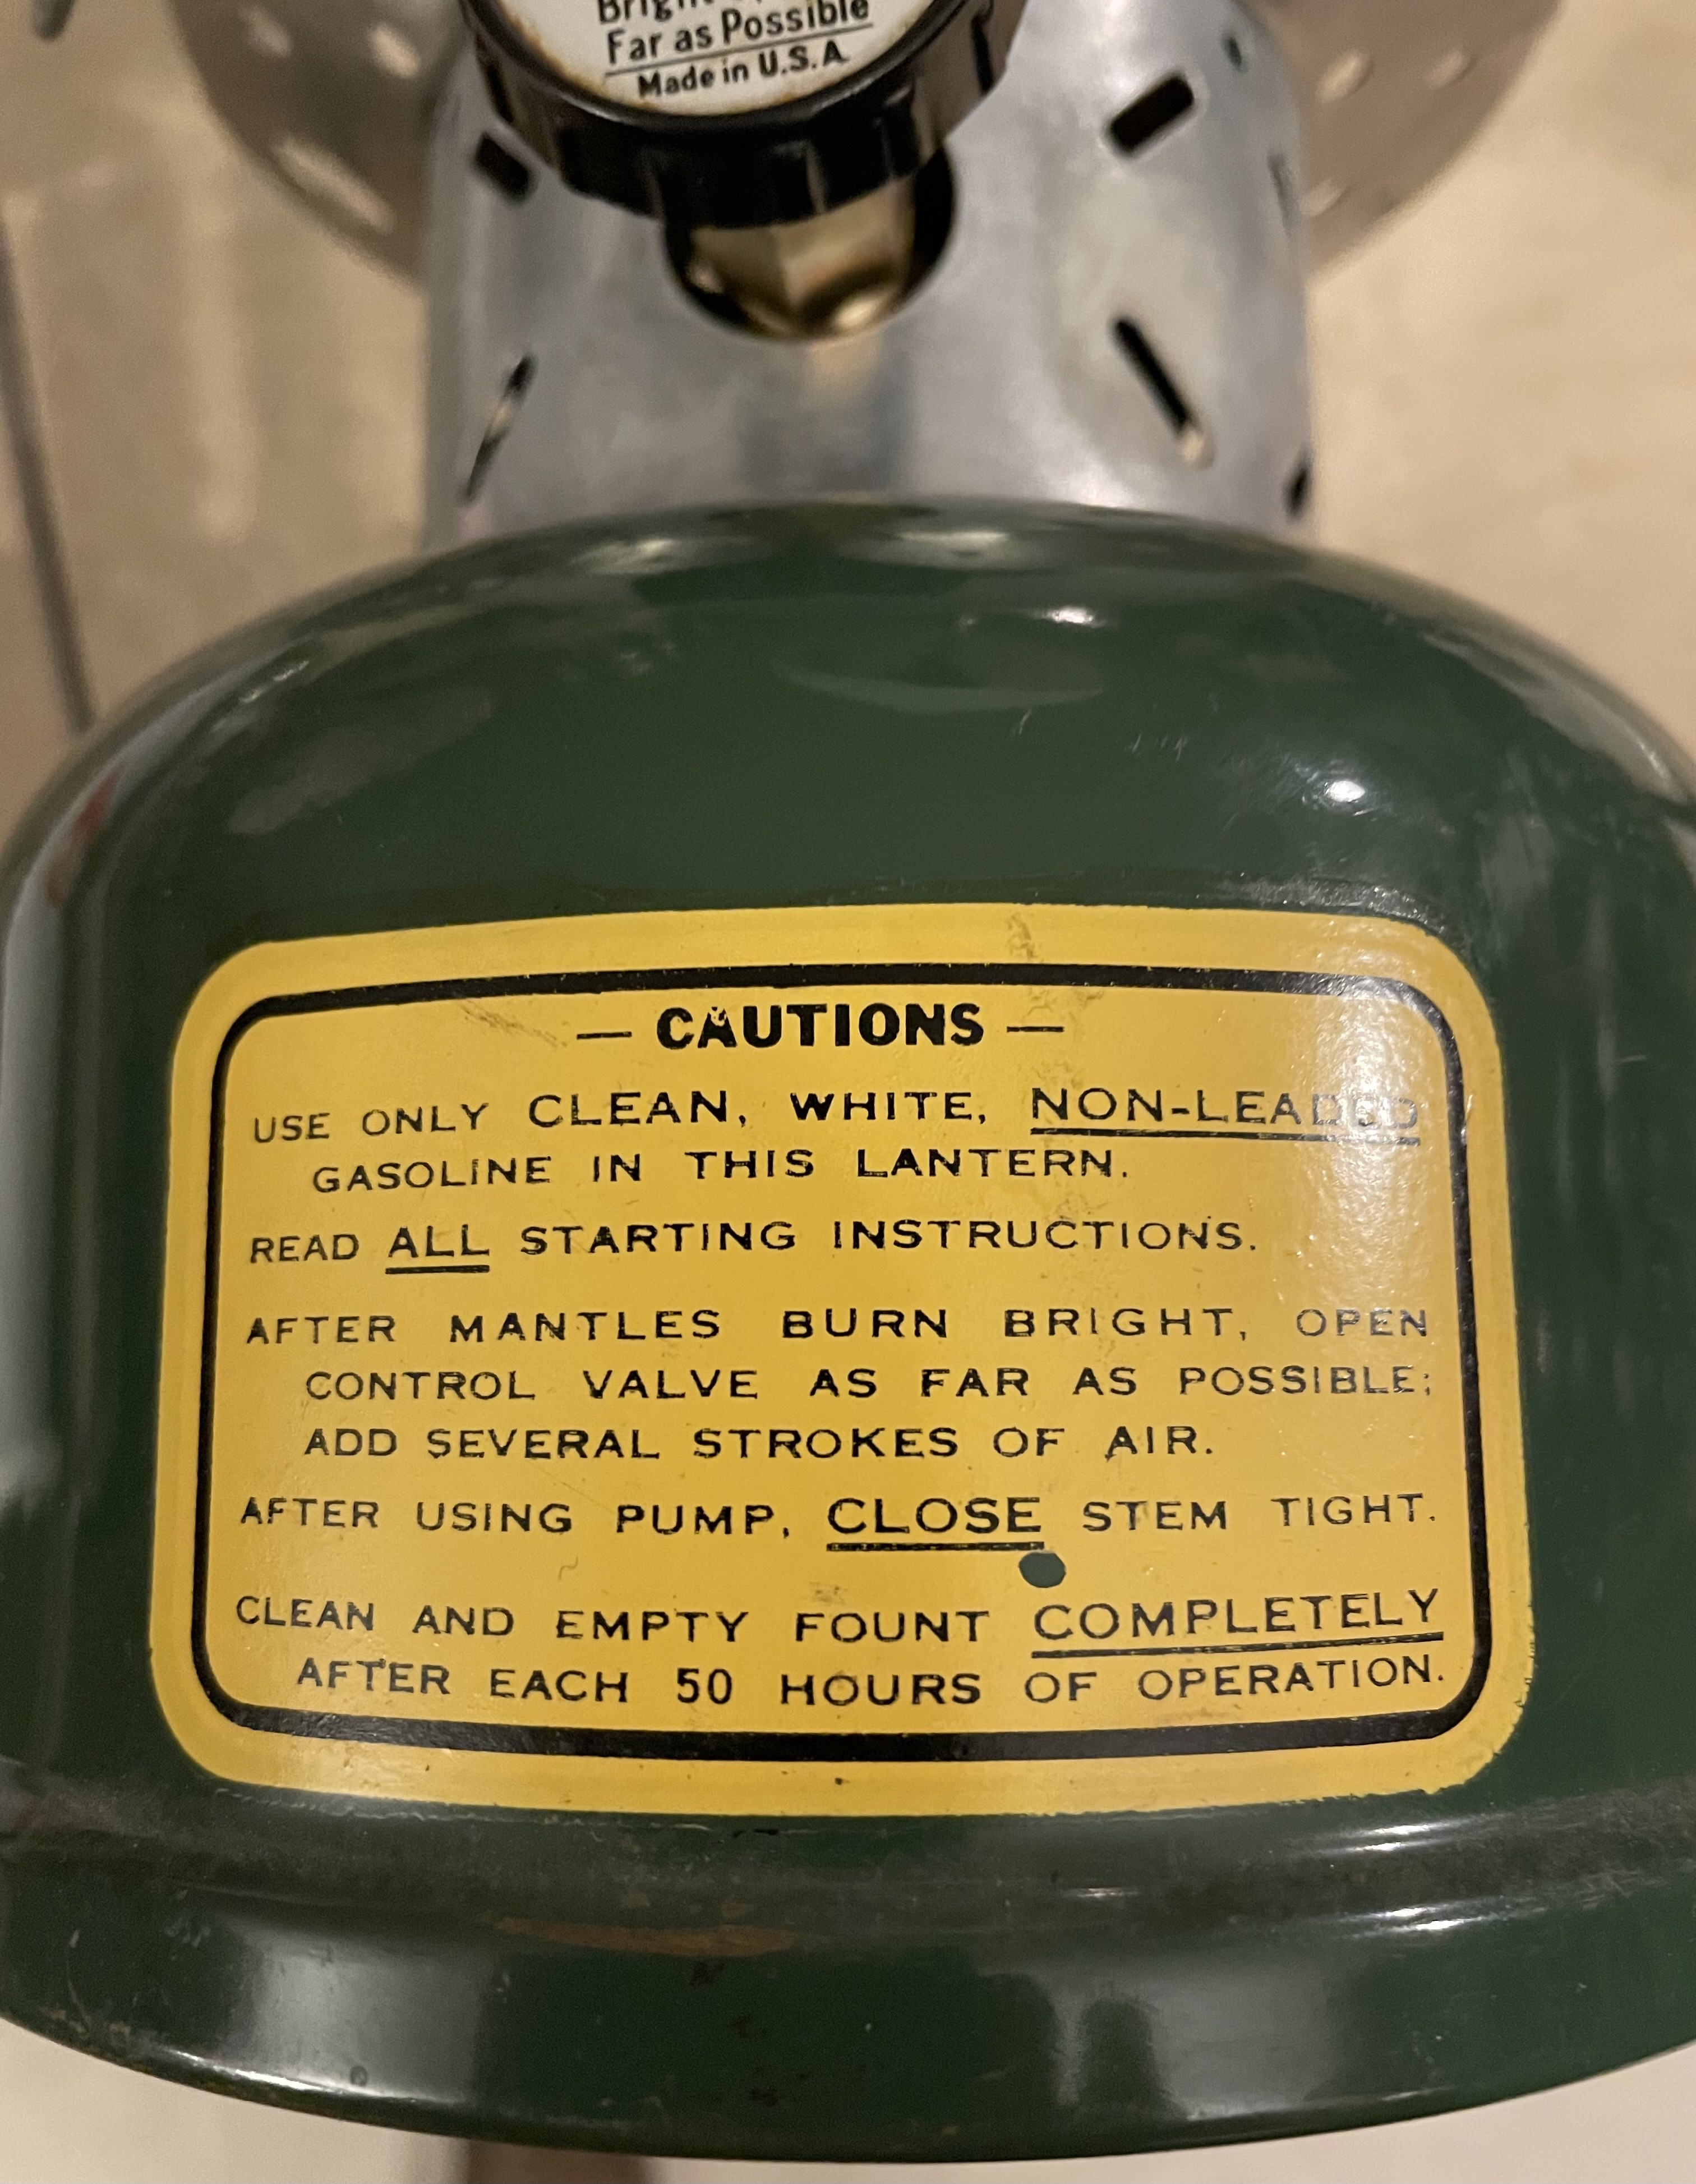 Far as Possible
Made in U.S.A.
— CAUTIONS —
USE ONLY CLEAN, WHITE, NON-LEADED
GASOLINE IN THIS LANTERN.
READ ALL STARTING INSTRUCTIONS.
AFTER MANTLES BURN BRIGHT, OPEN
CONTROL VALVE AS FAR AS POSSIBLE;
ADD SEVERAL STROKES OF AIR.
AFTER USING PUMP, CLOSE STEM TIGHT.
CLEAN AND EMPTY FOUNT COMPLETELY
AFTER EACH 50 HOURS OF OPERATION.